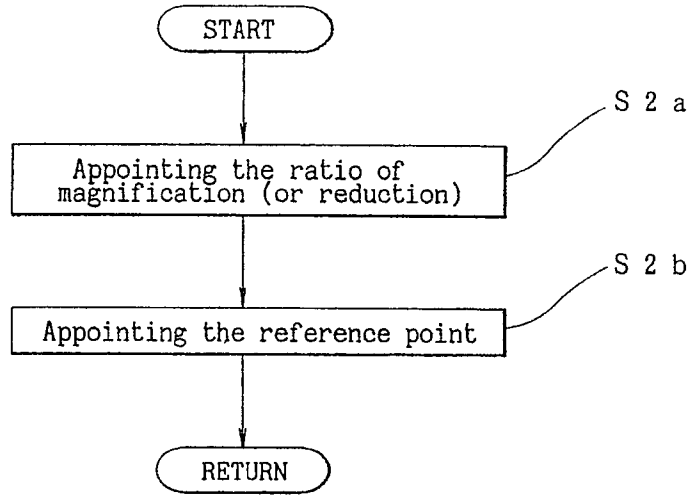 START
S 2 a
Appointing the ratio of
magnification (or reduction)
S 2 b
Appointing the reference point
RETURN